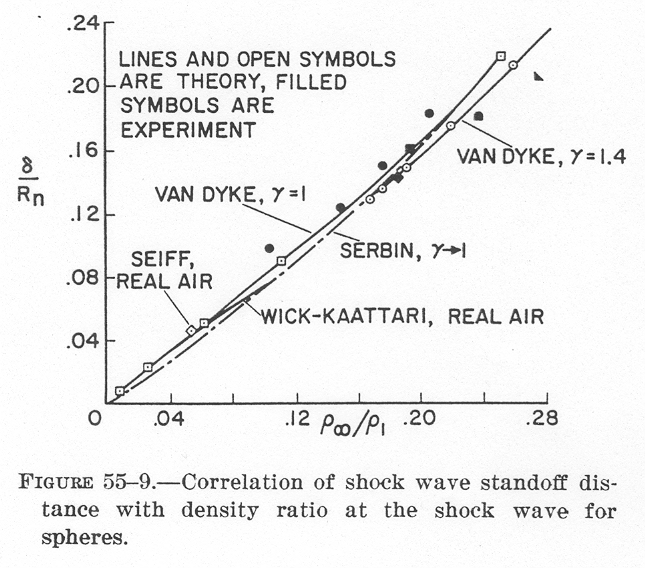 .24
LINES AND OPEN SYMBOLS
.20
ARE THEORY, FILLED
SYMBOLS ARE
EXPERIMENT
.16
δ
Rn
VAN DYKE, γ=1.4
VAN DYKE, γ=1
.12
SERBIN, γ→1
SEIFF,
REAL AIR
.08
WICK-KAATTARI, REAL AIR
.04
0 .04 .12 .20 .28
ρ∞/ρ1
FIGURE 55-9.—Correlation of shock wave standoff dis-
tance with density ratio at the shock wave for
spheres.